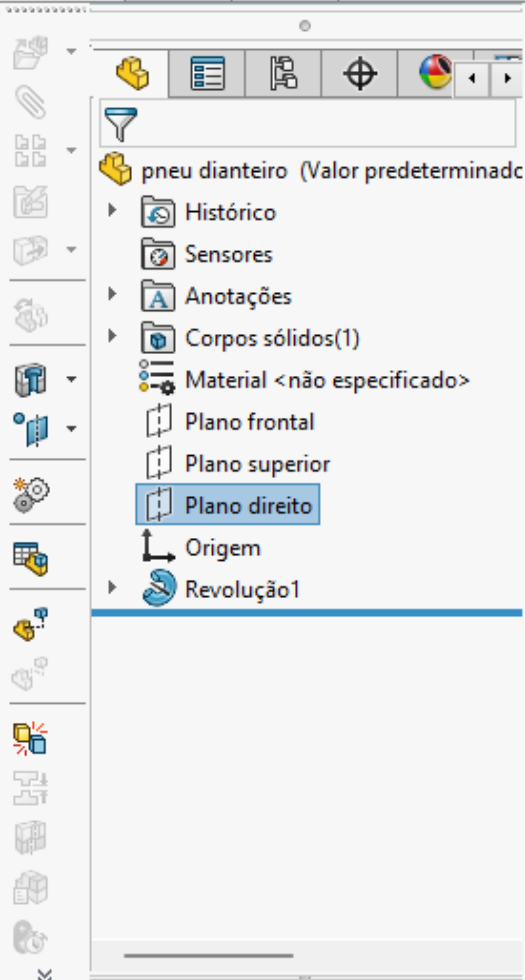 pneu dianteiro (Valor predeterminado
Histórico
Sensores
Anotações
Corpos sólidos(1)
Material <não especificado>
Plano frontal
Plano superior
Plano direito
Origem
Revolução1